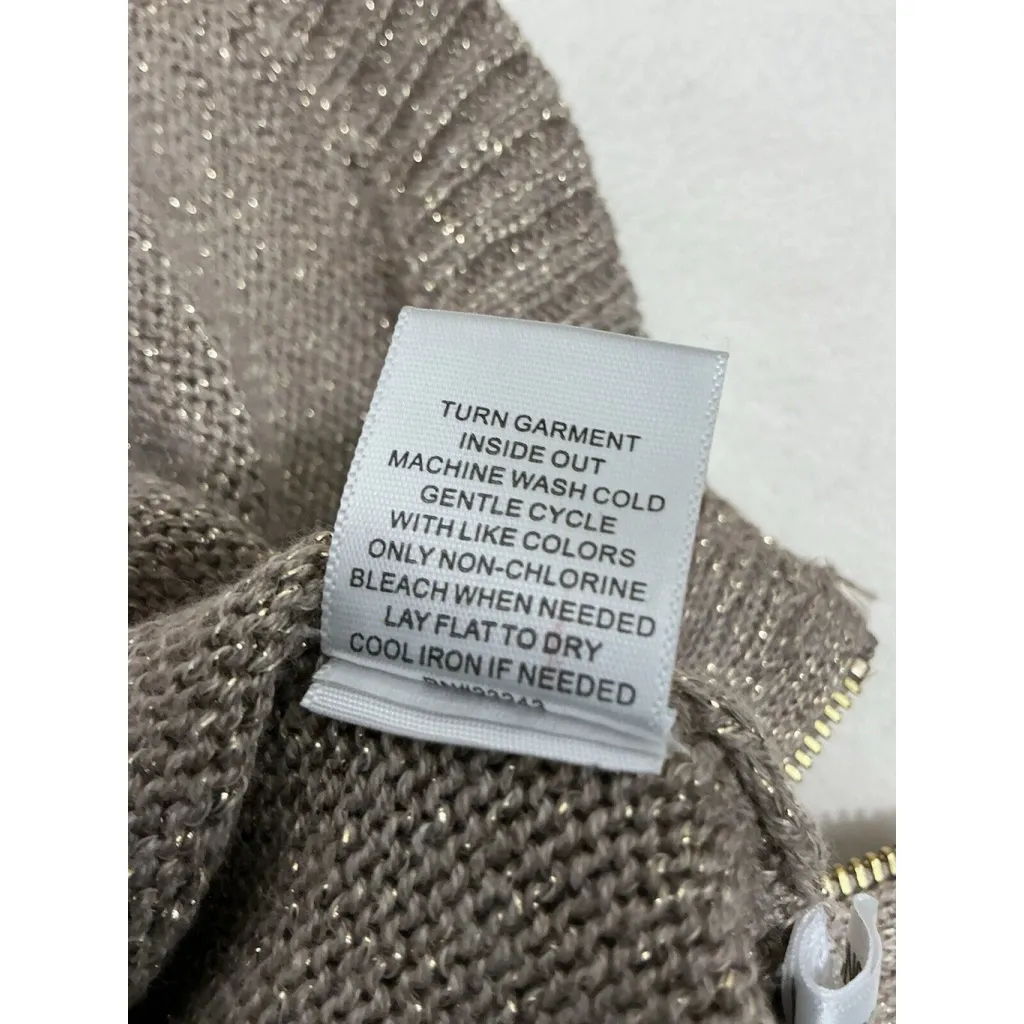 TURN GARMENT
INSIDE OUT
MACHINE WASH COLD
GENTLE CYCLE
WITH LIKE COLORS
ONLY NON-CHLORINE
BLEACH WHEN NEEDED
LAY FLAT TO DRY
COOL IRON IF NEEDED